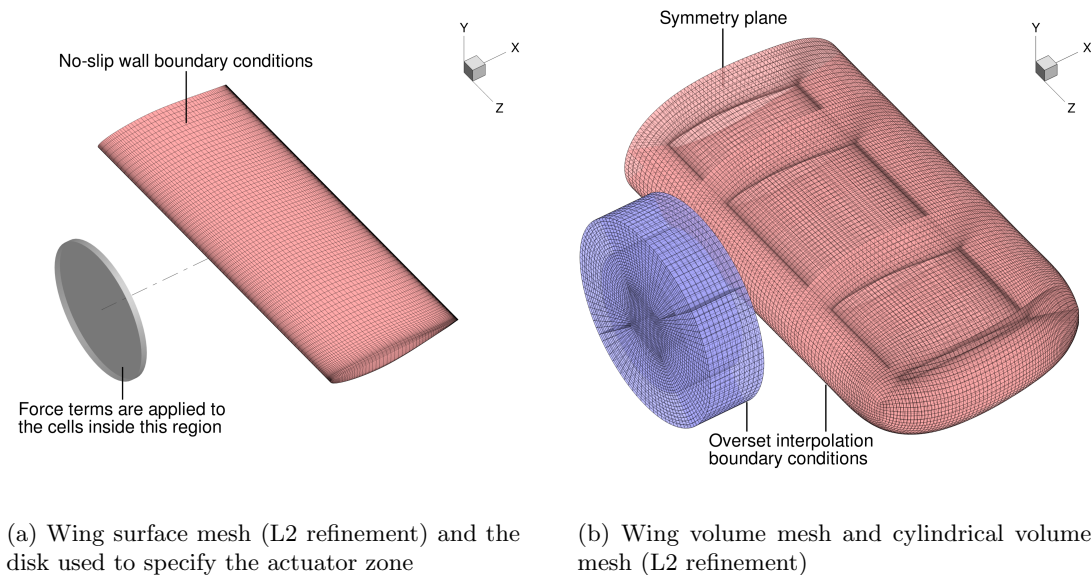 No-slip wall boundary conditions
Y
X
Z
Force terms are applied to
the cells inside this region
(a) Wing surface mesh (L2 refinement) and the
disk used to specify the actuator zone
Symmetry plane
Y
X
Z
Overset interpolation
boundary conditions
(b) Wing volume mesh and cylindrical volume
mesh (L2 refinement)